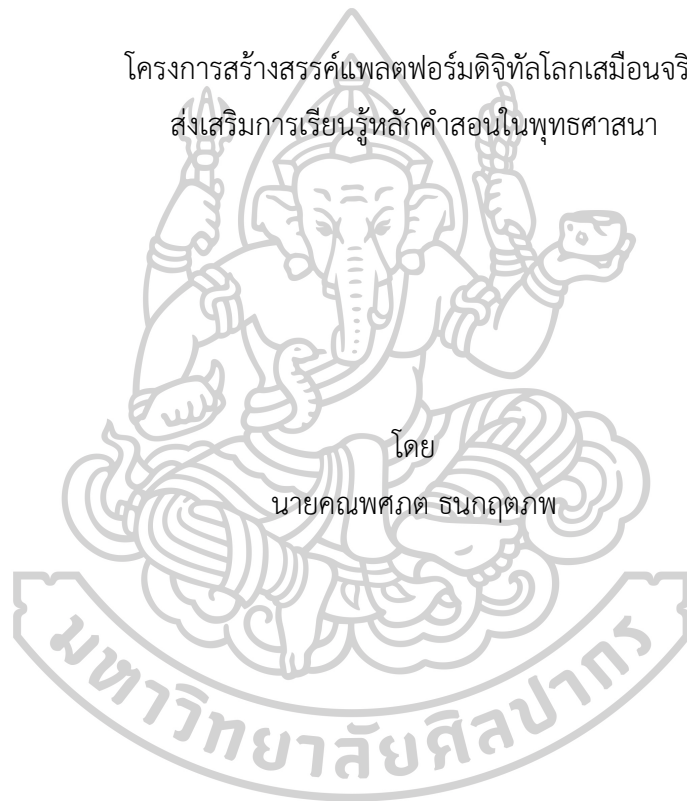 โครงการสร้างสรรค์แพลตฟอร์มดิจิทัลโลกเสมือนจริ
ส่งเสริมการเรียนรู้หลักคำสอนในพุทธศาสนา
โดย
นายคณพศภต ธนกฤตภพ
มหาวิทยาลัยศิลปากร